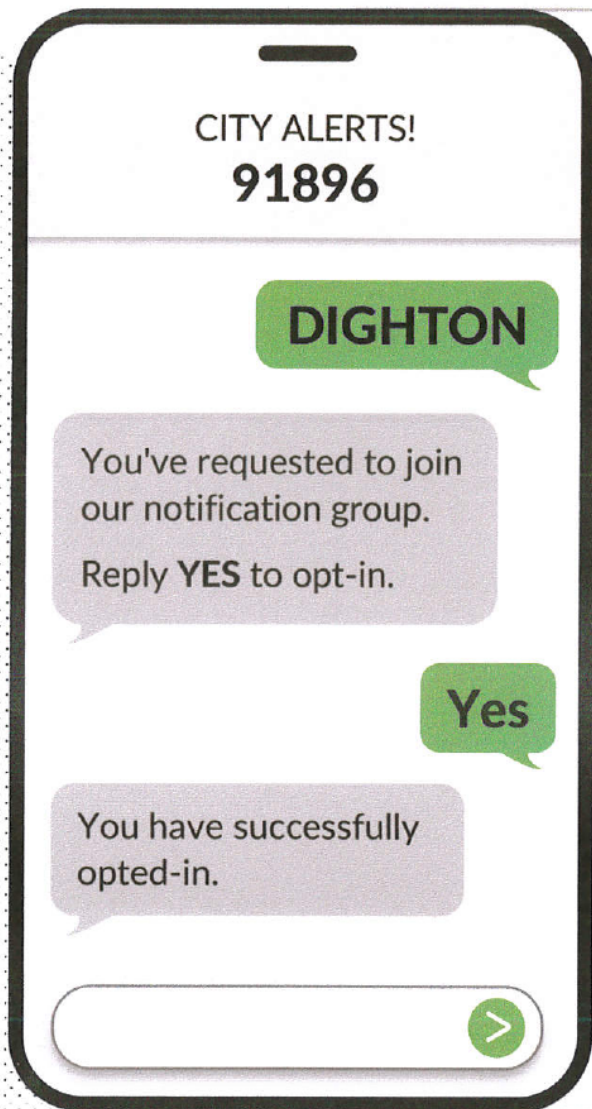 CITY ALERTS!
91896
DIGHTON
You've requested to join
our notification group.
Reply YES to opt-in.
Yes
You have successfully
opted-in.